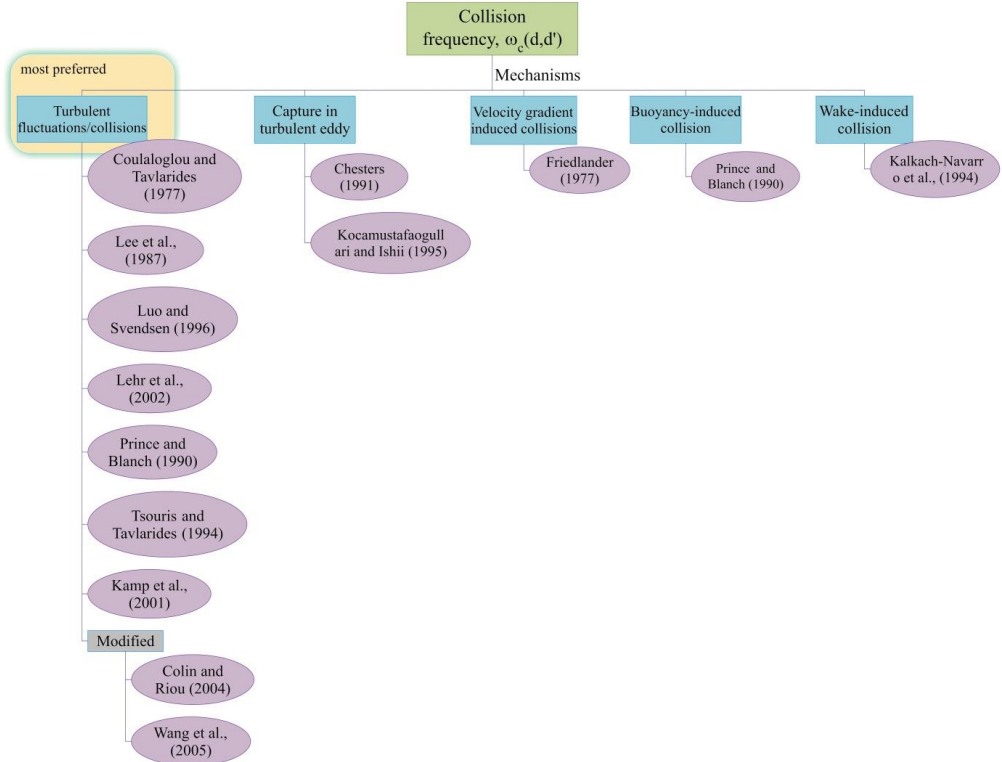 Collision
frequency, ω_c(d,d')
Mechanisms
most preferred
Turbulent
fluctuations/collisions
Capture in
turbulent eddy
Velocity gradient
induced collisions
Buoyancy-induced
collision
Wake-induced
collision
Coulaloglou and
Tavlarides
(1977)
Lee et al.,
(1987)
Luo and
Svendsen (1996)
Lehr et al.,
(2002)
Prince and
Blanch (1990)
Tsouris and
Tavlarides (1994)
Kamp et al.,
(2001)
Modified
Colin and
Riou (2004)
Wang et al.,
(2005)
Chesters
(1991)
Kocamustafaogull
ari and Ishii (1995)
Friedlander
(1977)
Prince and
Blanch (1990)
Kalkach-Navarr
o et al., (1994)